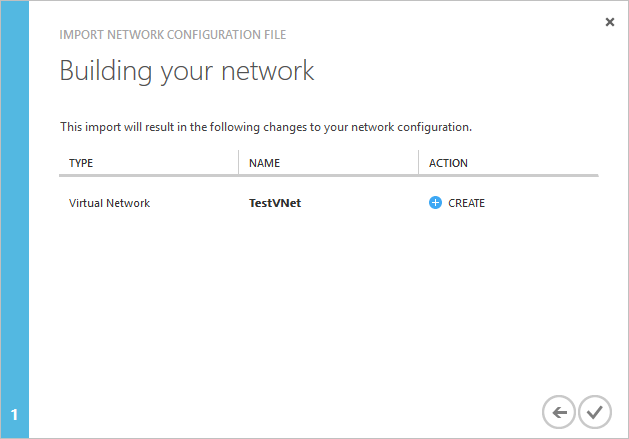 IMPORT NETWORK CONFIGURATION FILE
Building your network
This import will result in the following changes to your network configuration.
TYPE NAME ACTION
Virtual Network TestVNet CREATE
1